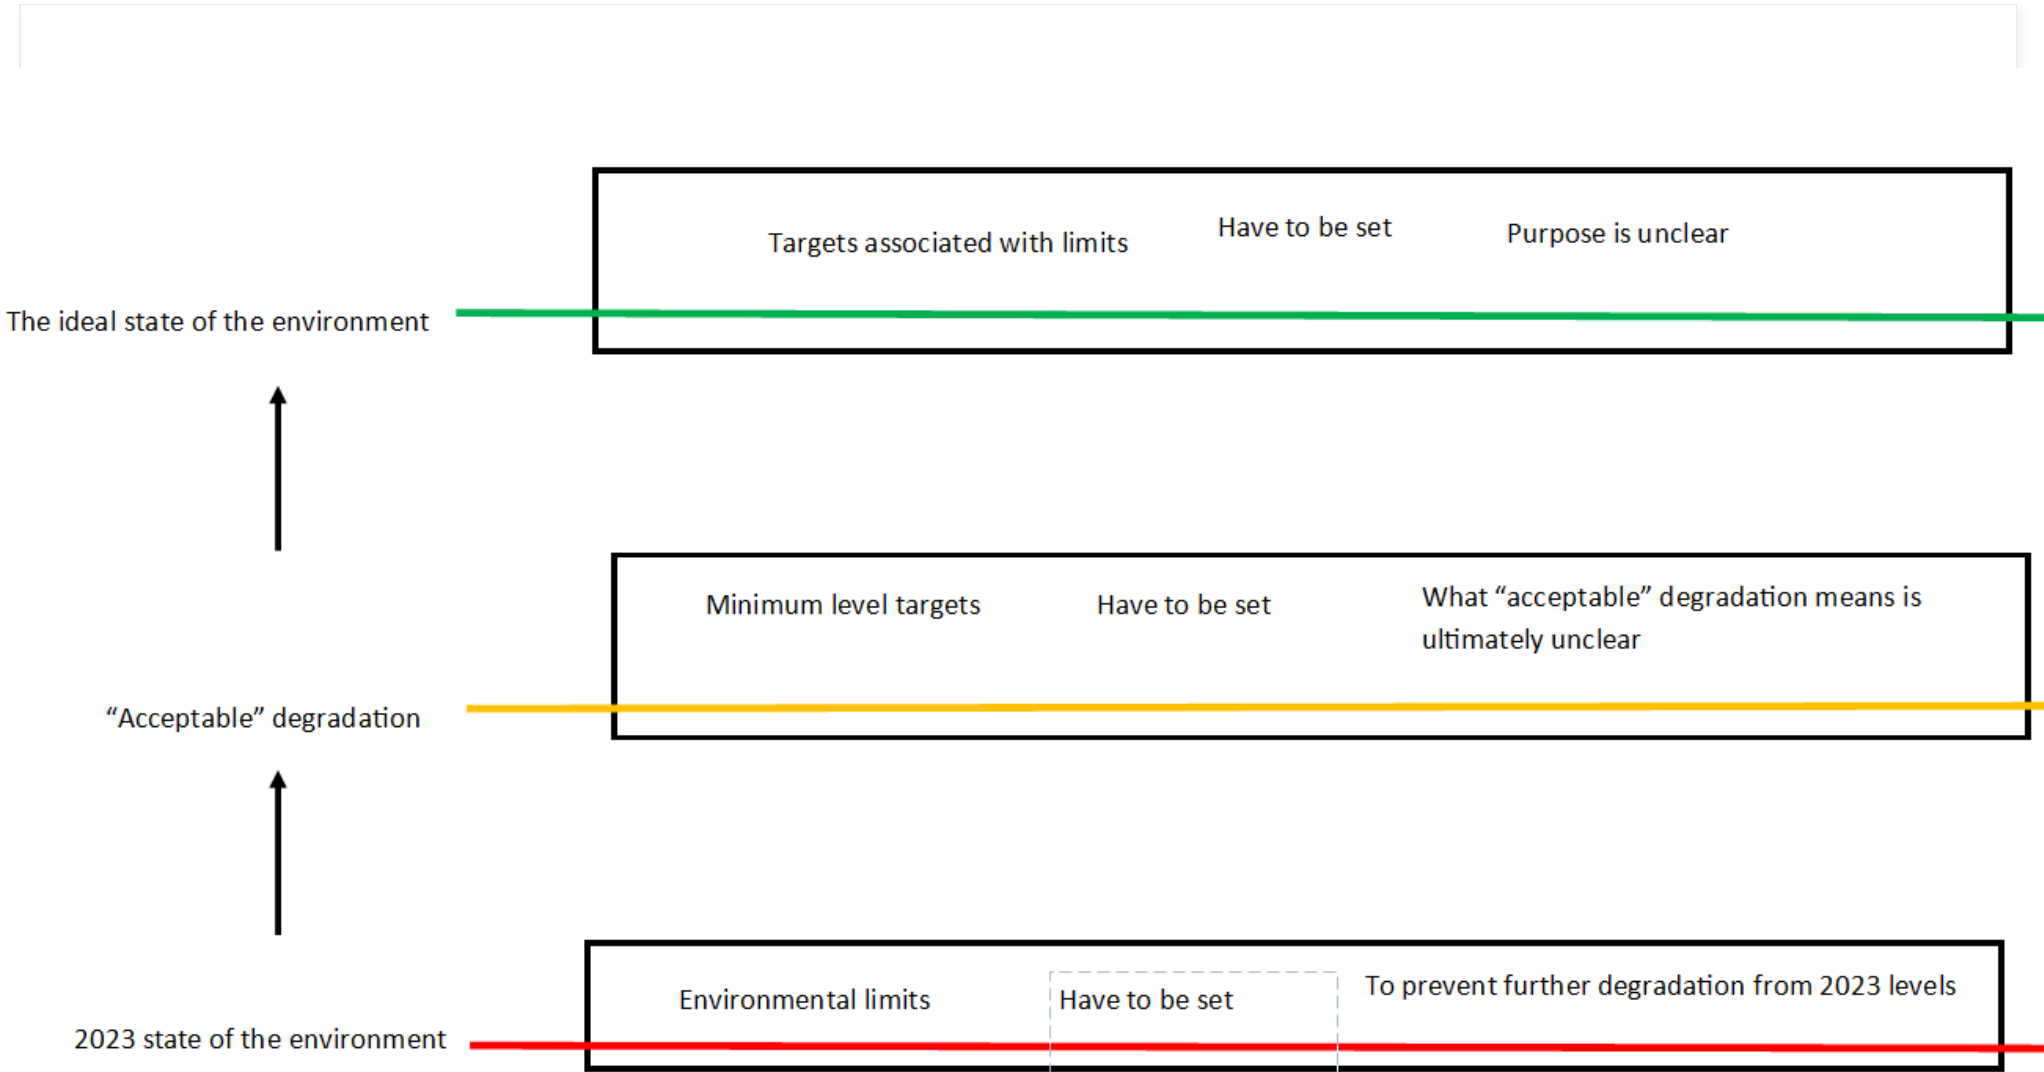 Targets associated with limits
Have to be set
Purpose is unclear
The ideal state of the environment
Minimum level targets
Have to be set
What “acceptable” degradation means is
ultimately unclear
“Acceptable” degradation
Environmental limits
Have to be set
To prevent further degradation from 2023 levels
2023 state of the environment